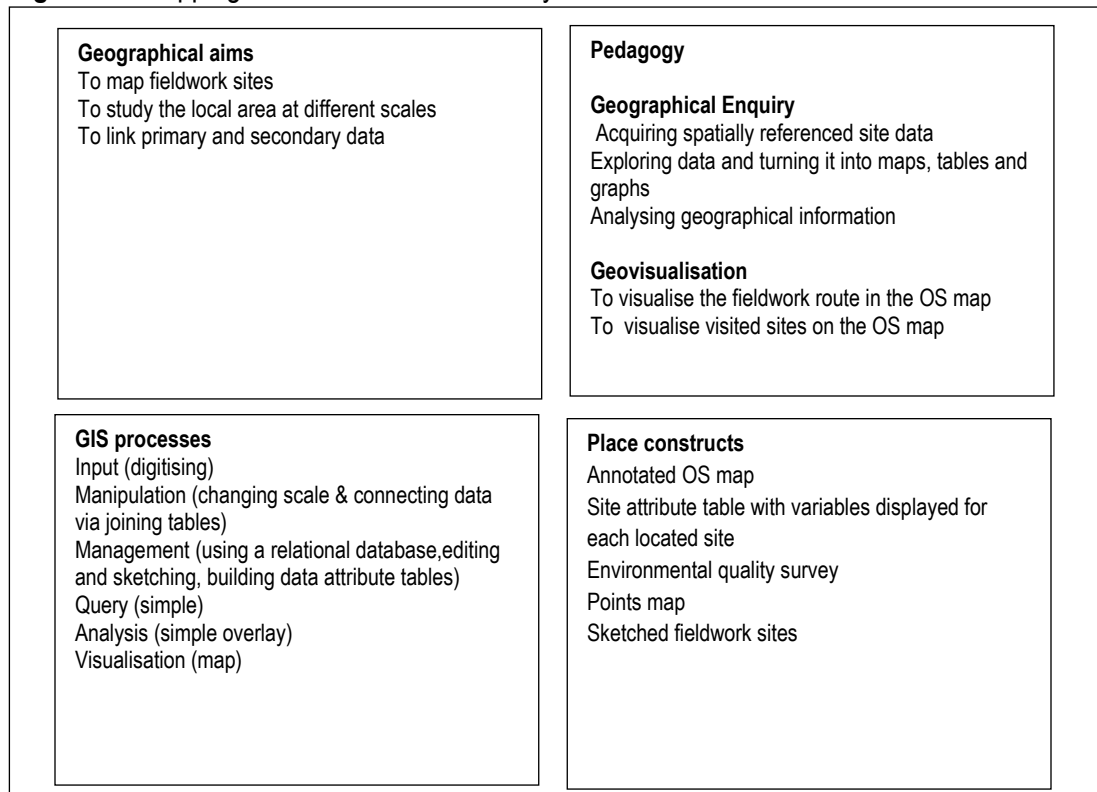 Geographical aims
To map fieldwork sites
To study the local area at different scales
To link primary and secondary data
Pedagogy
Geographical Enquiry
Acquiring spatially referenced site data
Exploring data and turning it into maps, tables and
graphs
Analysing geographical information
Geovisualisation
To visualise the fieldwork route in the OS map
To visualise visited sites on the OS map
GIS processes
Input (digitising)
Manipulation (changing scale & connecting data
via joining tables)
Management (using a relational database,editing
and sketching, building data attribute tables)
Query (simple)
Analysis (simple overlay)
Visualisation (map)
Place constructs
Annotated OS map
Site attribute table with variables displayed for
each located site
Environmental quality survey
Points map
Sketched fieldwork sites